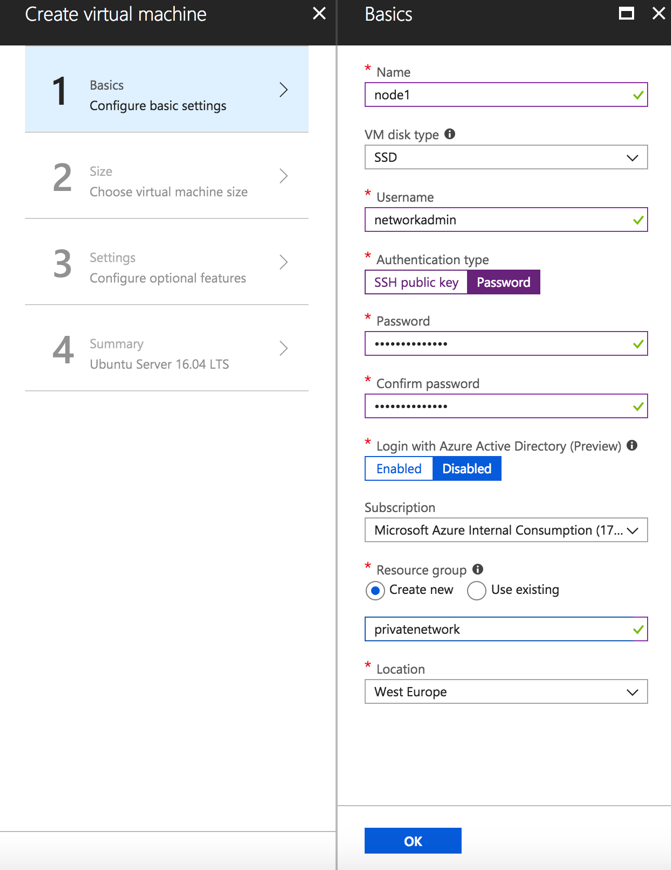 Create virtual machine
1
Basics
Configure basic settings
2
Size
Choose virtual machine size
3
Settings
Configure optional features
4
Summary
Ubuntu Server 16.04 LTS
Basics
* Name
node1
VM disk type
SSD
* Username
networkadmin
* Authentication type
SSH public key Password
* Password
••••••••••••••
* Confirm password
••••••••••••••
* Login with Azure Active Directory (Preview)
Enabled Disabled
Subscription
Microsoft Azure Internal Consumption (17...
* Resource group
Create new Use existing
privatenetwork
* Location
West Europe
OK